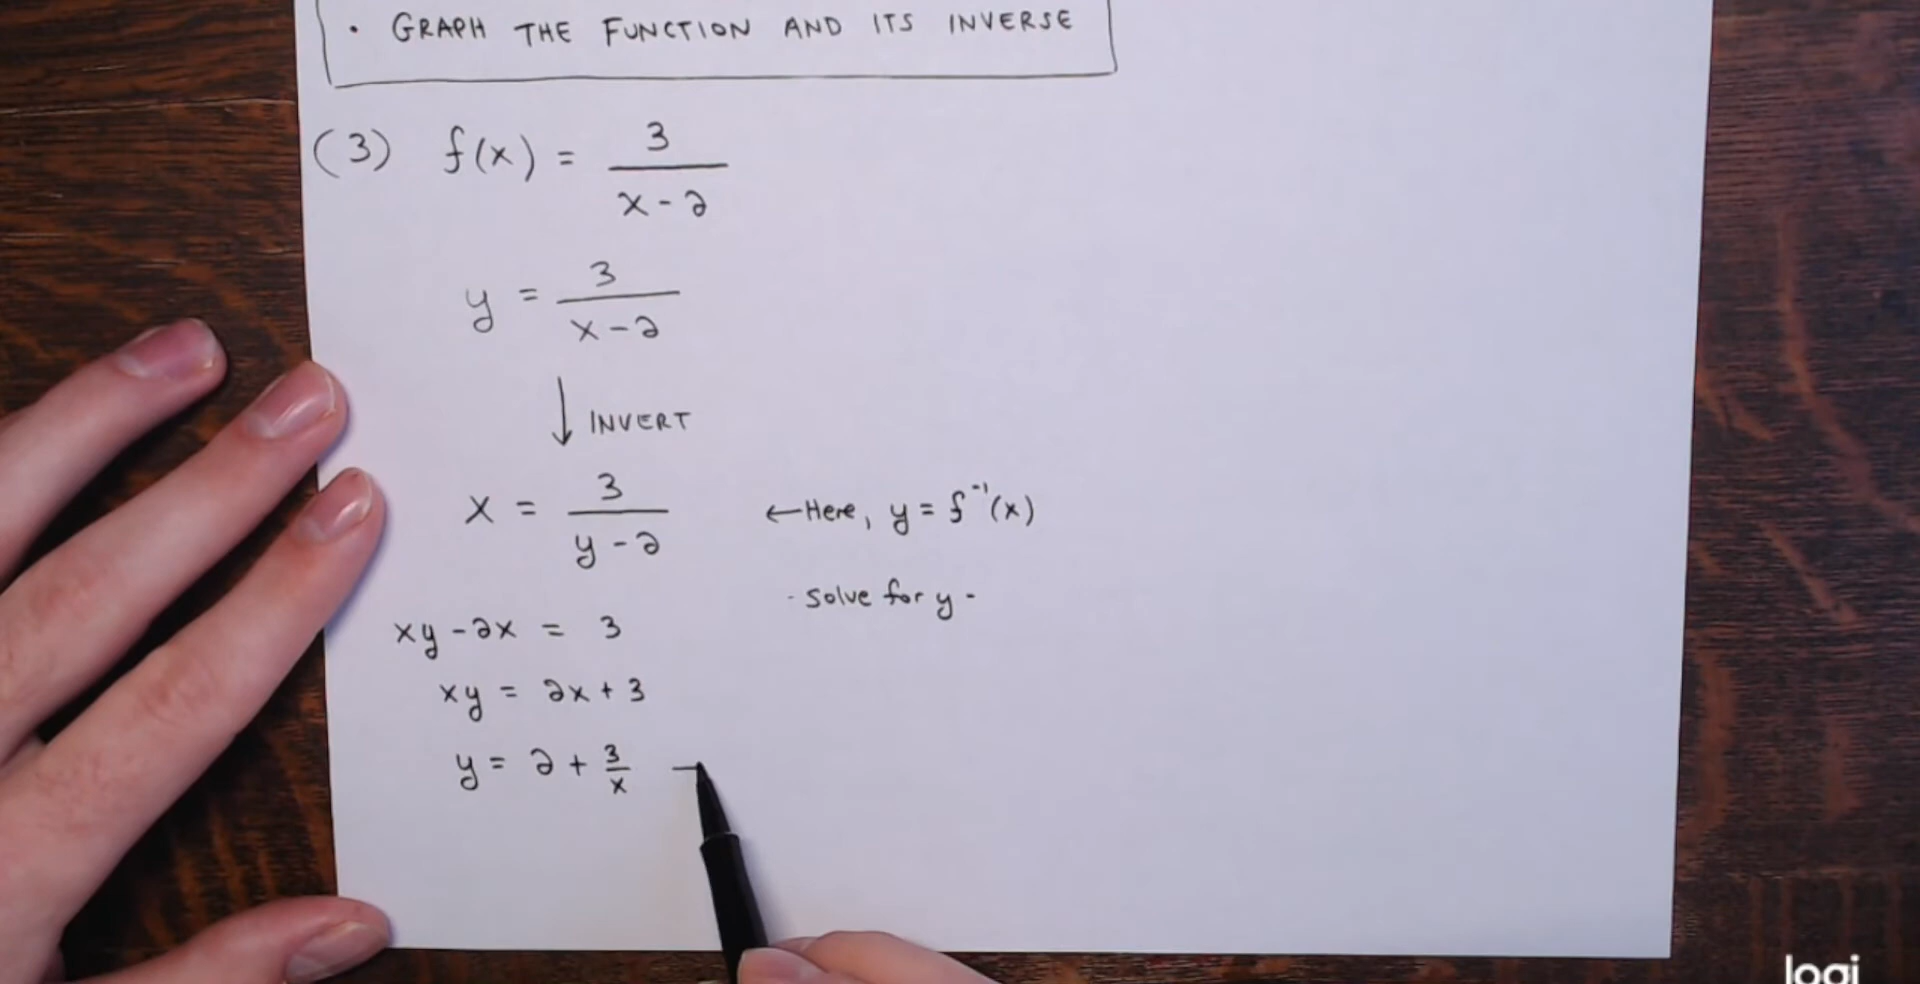 • GRAPH THE FUNCTION AND ITS INVERSE
(3) f(x) = 3/(x-2)
y = 3/(x-2)
↓ INVERT
x = 3/(y-2) ← Here, y = f⁻¹(x)
- Solve for y -
xy - 2x = 3
xy = 2x + 3
y = 2 + 3/x
logi